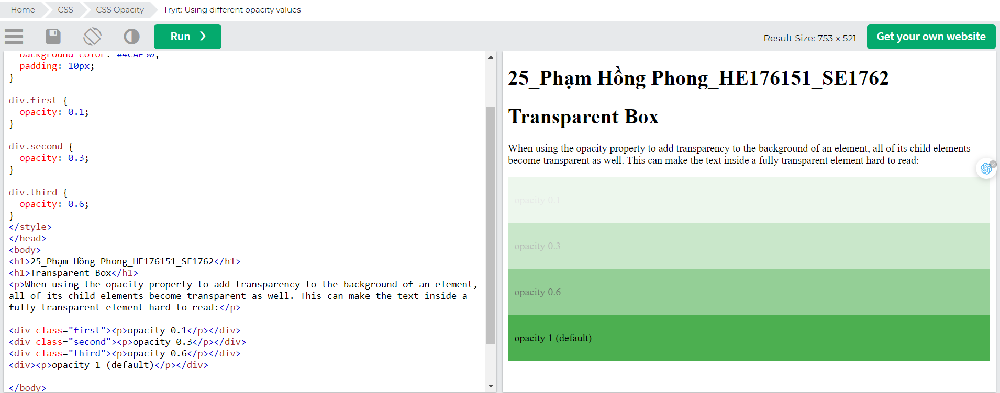 Home CSS CSS Opacity Tryit: Using different opacity values
Run ❯ Result Size: 753 x 521 Get your own website
background-color: #4CAF50;
padding: 10px;
}
div.first {
opacity: 0.1;
}
div.second {
opacity: 0.3;
}
div.third {
opacity: 0.6;
}
</style>
</head>
<body>
<h1>25_Phạm Hồng Phong_HE176151_SE1762</h1>
<h1>Transparent Box</h1>
<p>When using the opacity property to add transparency to the background of an element,
all of its child elements become transparent as well. This can make the text inside a
fully transparent element hard to read:</p>
<div class="first"><p>opacity 0.1</p></div>
<div class="second"><p>opacity 0.3</p></div>
<div class="third"><p>opacity 0.6</p></div>
<div><p>opacity 1 (default)</p></div>
</body>
25_Phạm Hồng Phong_HE176151_SE1762
Transparent Box
When using the opacity property to add transparency to the background of an element, all of its child elements
become transparent as well. This can make the text inside a fully transparent element hard to read:
opacity 0.1
opacity 0.3
opacity 0.6
opacity 1 (default)